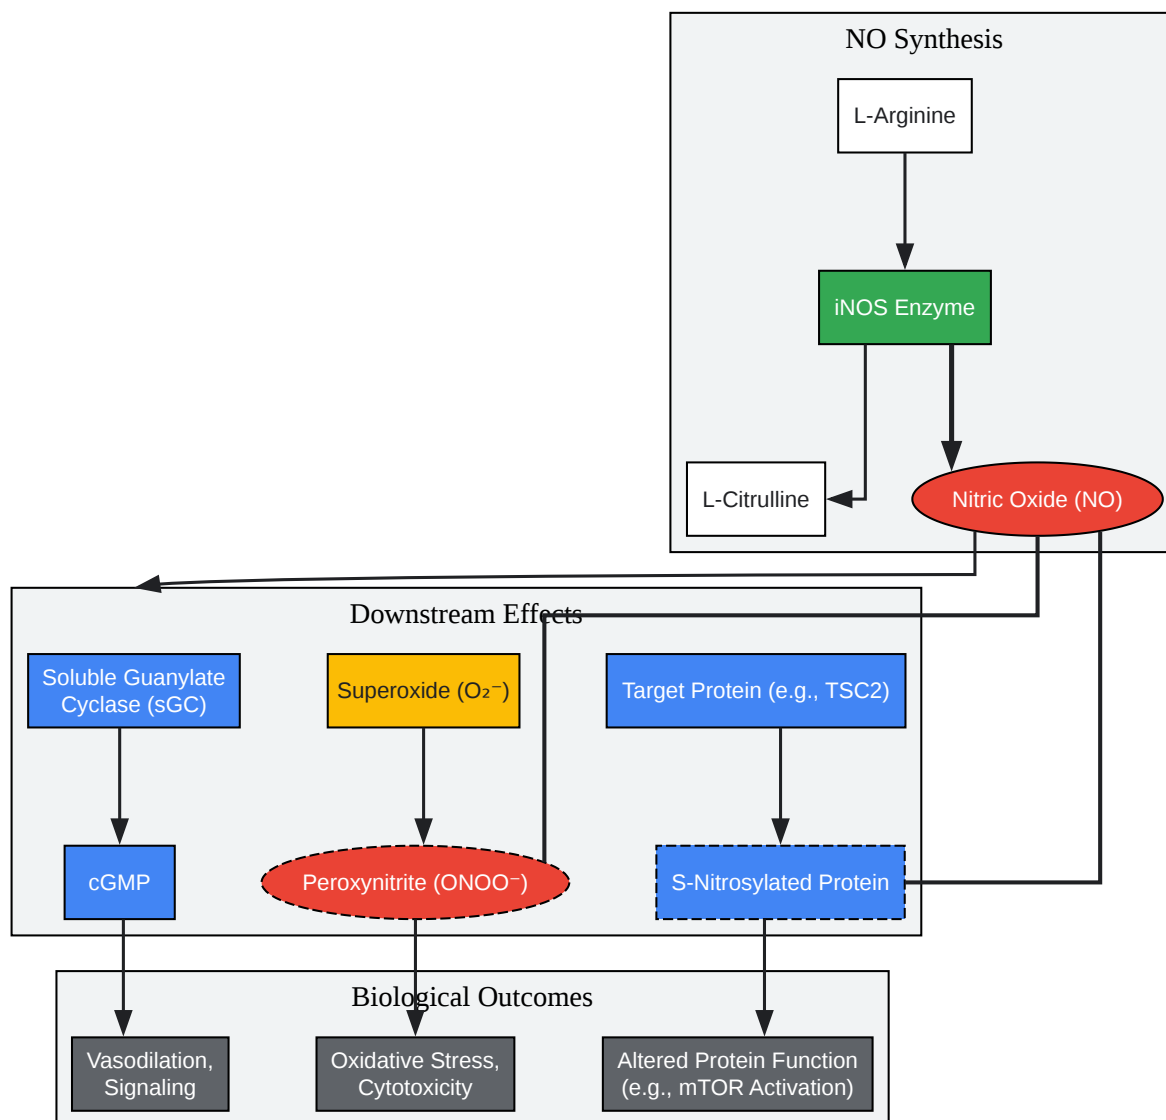 NO Synthesis
L-Arginine
iNOS Enzyme
L-Citrulline
Nitric Oxide (NO)
Downstream Effects
Soluble Guanylate
Cyclase (sGC)
Superoxide (O₂⁻)
Target Protein (e.g., TSC2)
cGMP
Peroxynitrite (ONOO⁻)
S-Nitrosylated Protein
Biological Outcomes
Vasodilation,
Signaling
Oxidative Stress,
Cytotoxicity
Altered Protein Function
(e.g., mTOR Activation)